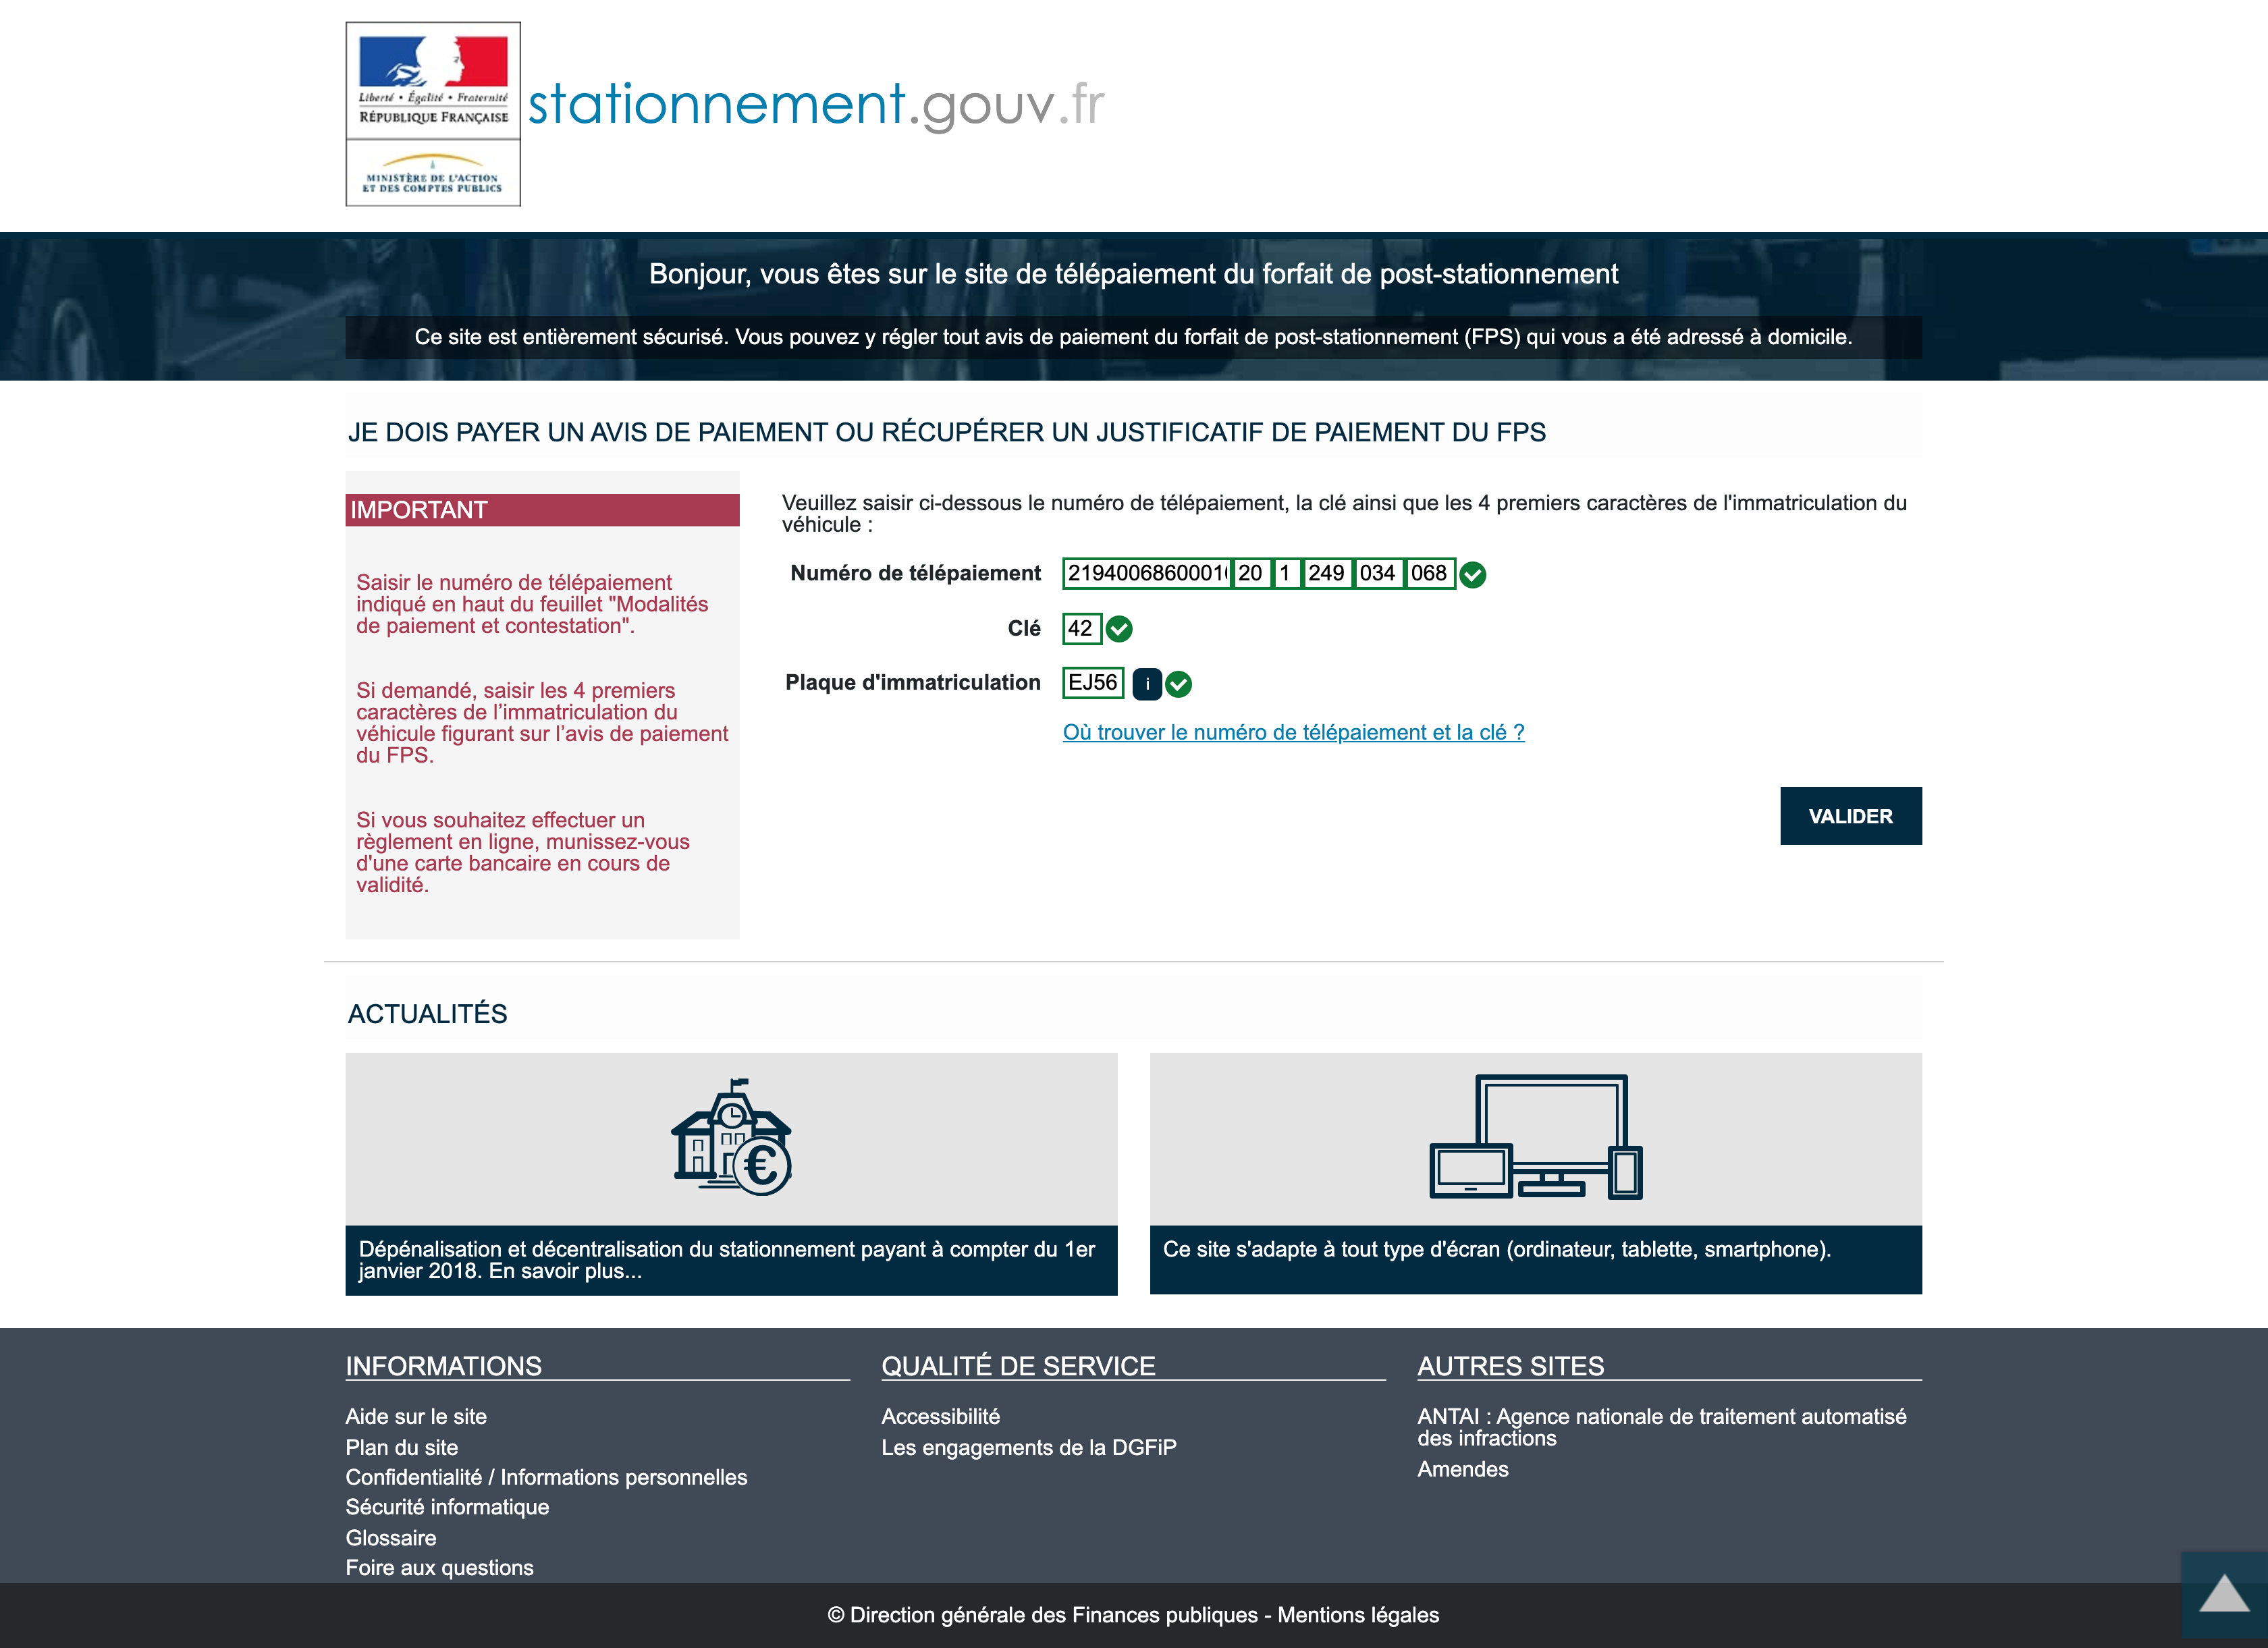 Liberté • Égalité • Fraternité
RÉPUBLIQUE FRANÇAISE
MINISTÈRE DE L'ACTION
ET DES COMPTES PUBLICS
stationnement.gouv.fr
Bonjour, vous êtes sur le site de télépaiement du forfait de post-stationnement
Ce site est entièrement sécurisé. Vous pouvez y régler tout avis de paiement du forfait de post-stationnement (FPS) qui vous a été adressé à domicile.
JE DOIS PAYER UN AVIS DE PAIEMENT OU RÉCUPÉRER UN JUSTIFICATIF DE PAIEMENT DU FPS
IMPORTANT
Saisir le numéro de télépaiement
indiqué en haut du feuillet "Modalités
de paiement et contestation".
Si demandé, saisir les 4 premiers
caractères de l’immatriculation du
véhicule figurant sur l’avis de paiement
du FPS.
Si vous souhaitez effectuer un
règlement en ligne, munissez-vous
d'une carte bancaire en cours de
validité.
Veuillez saisir ci-dessous le numéro de télépaiement, la clé ainsi que les 4 premiers caractères de l'immatriculation du
véhicule :
Numéro de télépaiement 2194006860001 20 1 249 034 068
Clé 42
Plaque d'immatriculation EJ56 i
Où trouver le numéro de télépaiement et la clé ?
VALIDER
ACTUALITÉS
€
Dépénalisation et décentralisation du stationnement payant à compter du 1er
janvier 2018. En savoir plus...
Ce site s'adapte à tout type d'écran (ordinateur, tablette, smartphone).
INFORMATIONS
Aide sur le site
Plan du site
Confidentialité / Informations personnelles
Sécurité informatique
Glossaire
Foire aux questions
QUALITÉ DE SERVICE
Accessibilité
Les engagements de la DGFiP
AUTRES SITES
ANTAI : Agence nationale de traitement automatisé
des infractions
Amendes
© Direction générale des Finances publiques - Mentions légales